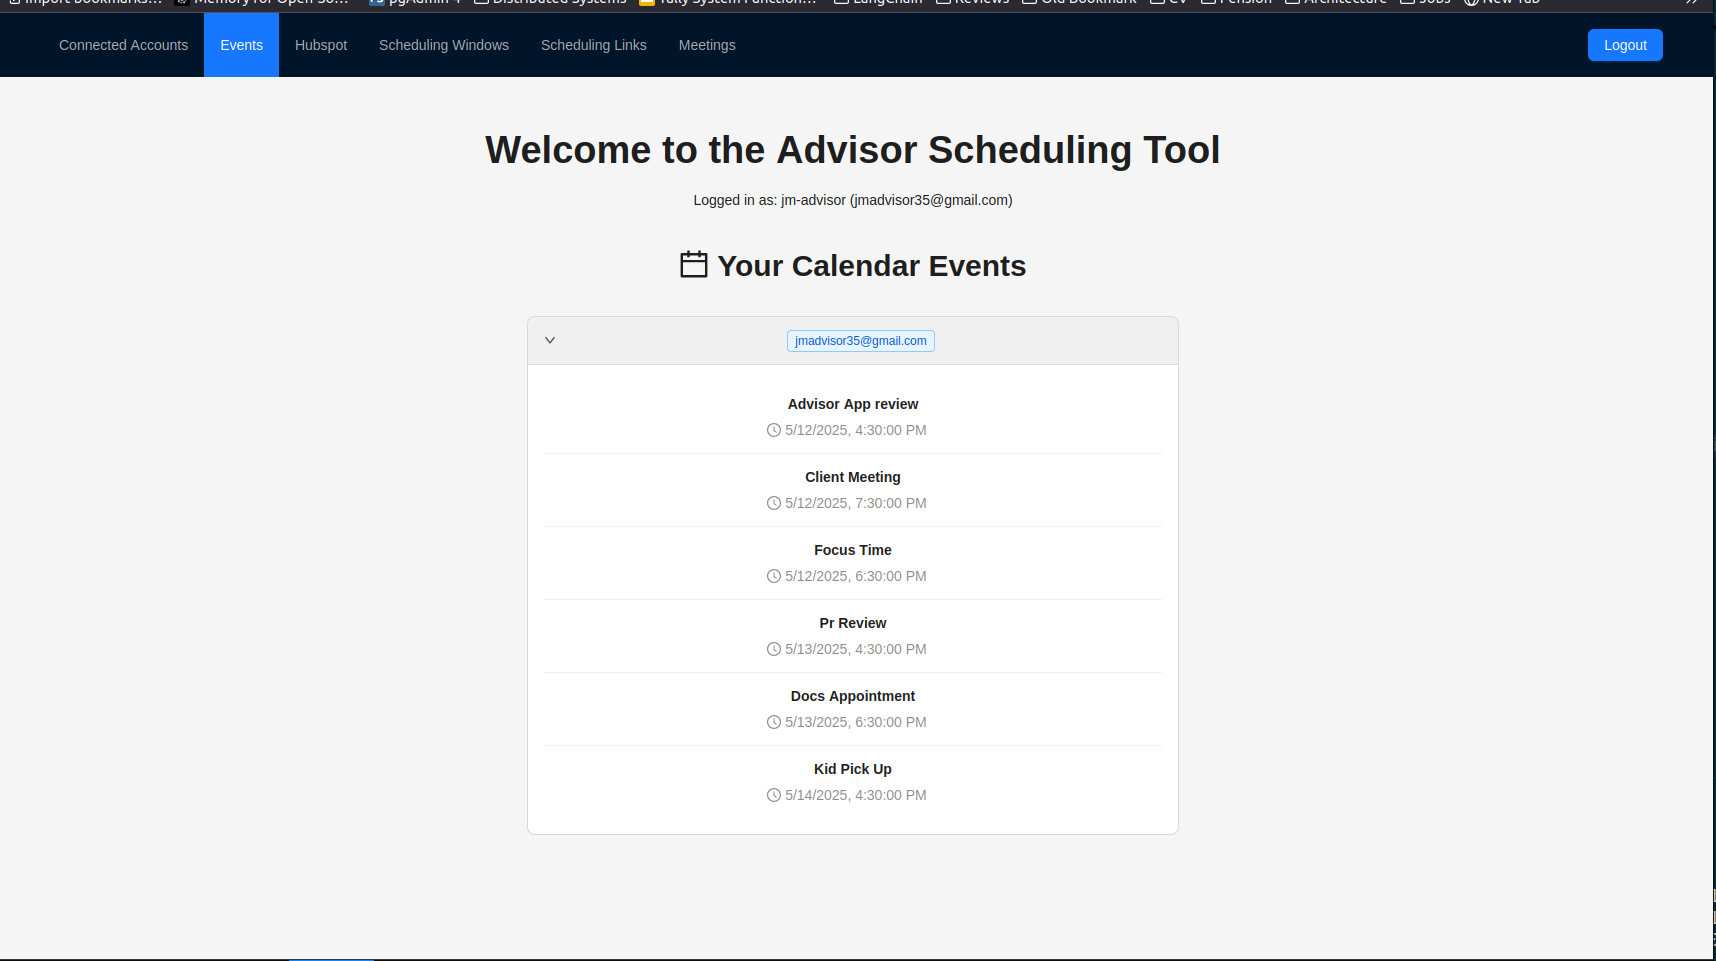 Import bookmarks... Memory for Open So... pgAdmin 4 Distributed Systems Tally System Function... LangChain Reviews Old Bookmark CV Pension Architecture Jobs New Tab
Connected Accounts Events Hubspot Scheduling Windows Scheduling Links Meetings Logout
Welcome to the Advisor Scheduling Tool
Logged in as: jm-advisor (jmadvisor35@gmail.com)
Your Calendar Events
jmadvisor35@gmail.com
Advisor App review
5/12/2025, 4:30:00 PM
Client Meeting
5/12/2025, 7:30:00 PM
Focus Time
5/12/2025, 6:30:00 PM
Pr Review
5/13/2025, 4:30:00 PM
Docs Appointment
5/13/2025, 6:30:00 PM
Kid Pick Up
5/14/2025, 4:30:00 PM